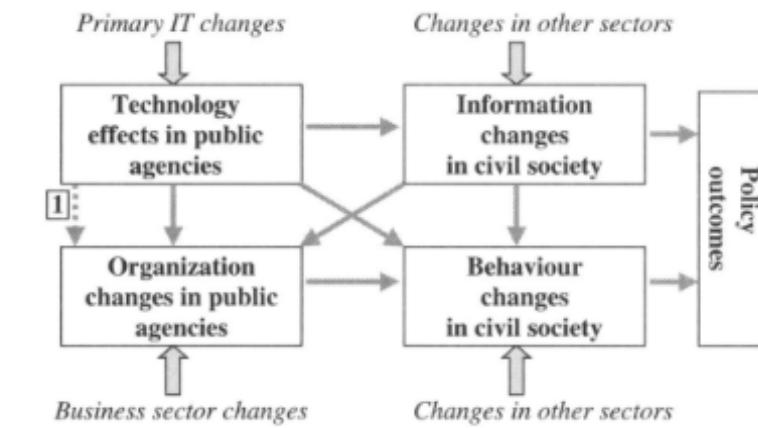 Primary IT changes
Changes in other sectors
Technology
effects in public
agencies
Information
changes
in civil society
1
Organization
changes in public
agencies
Behaviour
changes
in civil society
Policy
outcomes
Business sector changes
Changes in other sectors